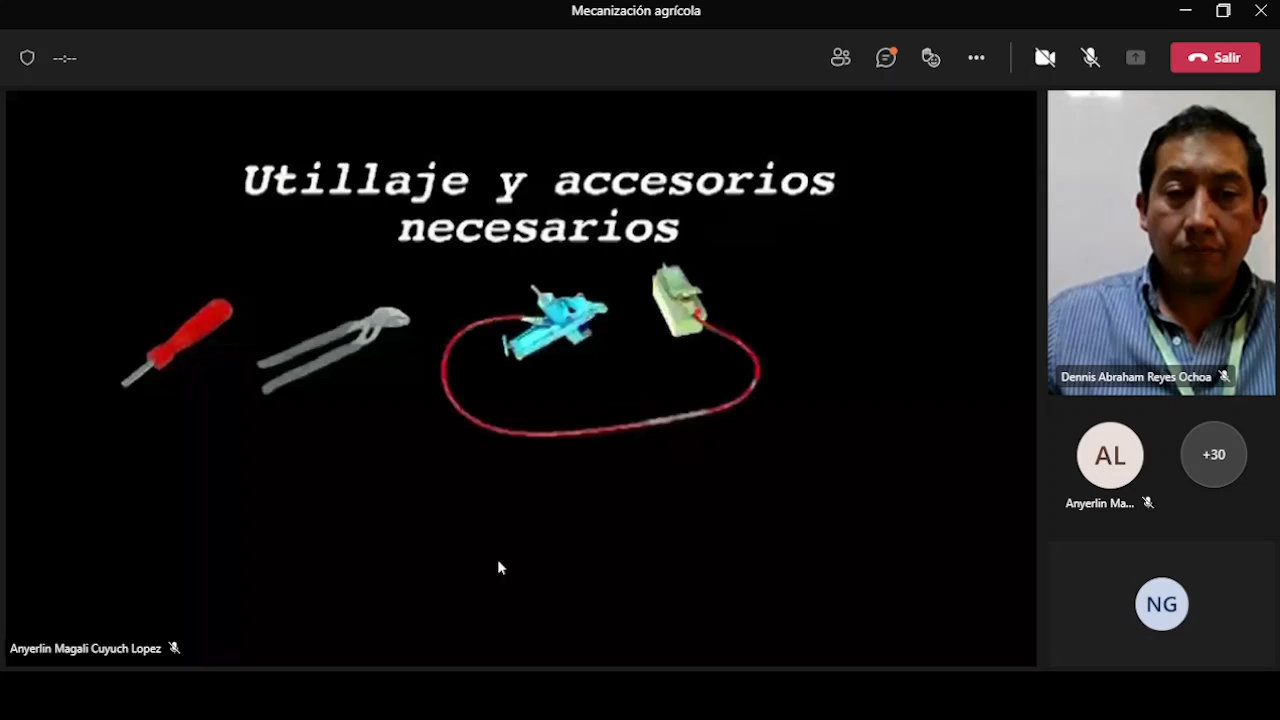 Mecanización agrícola
--:--
Salir
Utillaje y accesorios
necesarios
Dennis Abraham Reyes Ochoa
AL
+30
Anyerlin Ma...
NG
Anyerlin Magali Cuyuch Lopez